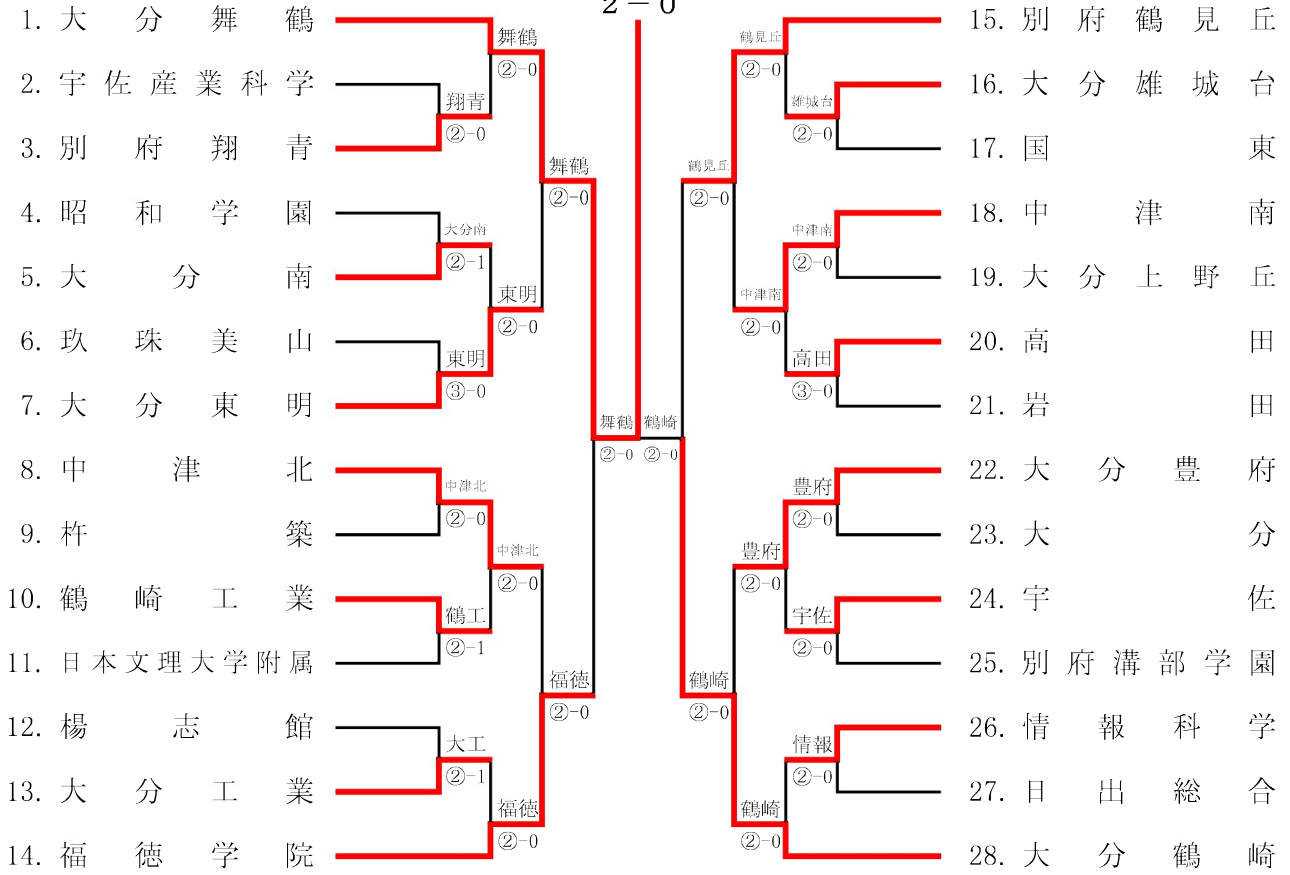 2－0
1. 大分舞鶴
2. 宇佐産業科学
3. 別府翔青
4. 昭和学園
5. 大分南
6. 玖珠美山
7. 大分東明
8. 中津北
9. 杵築
10. 鶴崎工業
11. 日本文理大学附属
12. 楊志館
13. 大分工業
14. 福徳学院
翔青
②-0
大分南
②-1
東明
③-0
中津北
②-0
鶴工
②-1
大工
②-1
舞鶴
②-0
東明
②-0
中津北
②-0
福徳
②-0
舞鶴
②-0
福徳
②-0
舞鶴
②-0
鶴崎
②-0
鶴見丘
②-0
鶴崎
②-0
鶴見丘
②-0
中津南
②-0
豊府
②-0
鶴崎
②-0
雄城台
②-0
中津南
②-0
高田
③-0
豊府
②-0
宇佐
②-0
情報
②-0
15. 別府鶴見丘
16. 大分雄城台
17. 国東
18. 中津南
19. 大分上野丘
20. 高田
21. 岩田
22. 大分豊府
23. 大分
24. 宇佐
25. 別府溝部学園
26. 情報科学
27. 日出総合
28. 大分鶴崎